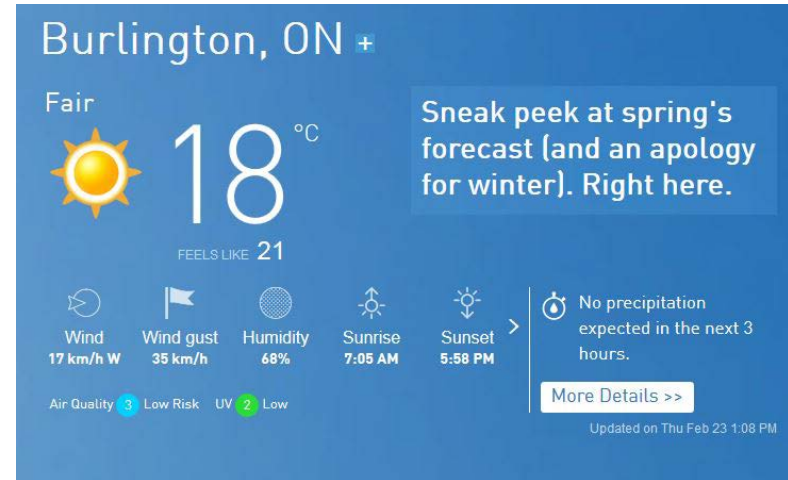 Burlington, ON +
Fair
18 °C
FEELS LIKE 21
Sneak peek at spring's
forecast (and an apology
for winter). Right here.
Wind
17 km/h W
Wind gust
35 km/h
Humidity
68%
Sunrise
7:05 AM
Sunset
5:58 PM
>
No precipitation
expected in the next 3
hours.
More Details >>
Air Quality 3 Low Risk UV 2 Low
Updated on Thu Feb 23 1:08 PM